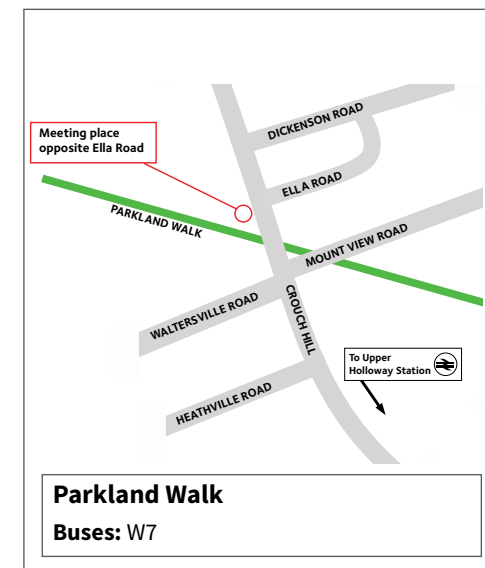 DICKENSON ROAD
Meeting place
opposite Ella Road
ELLA ROAD
PARKLAND WALK
MOUNT VIEW ROAD
WALTERSVILLE ROAD
CROUCH HILL
To Upper
Holloway Station
HEATHVILLE ROAD
Parkland Walk
Buses: W7